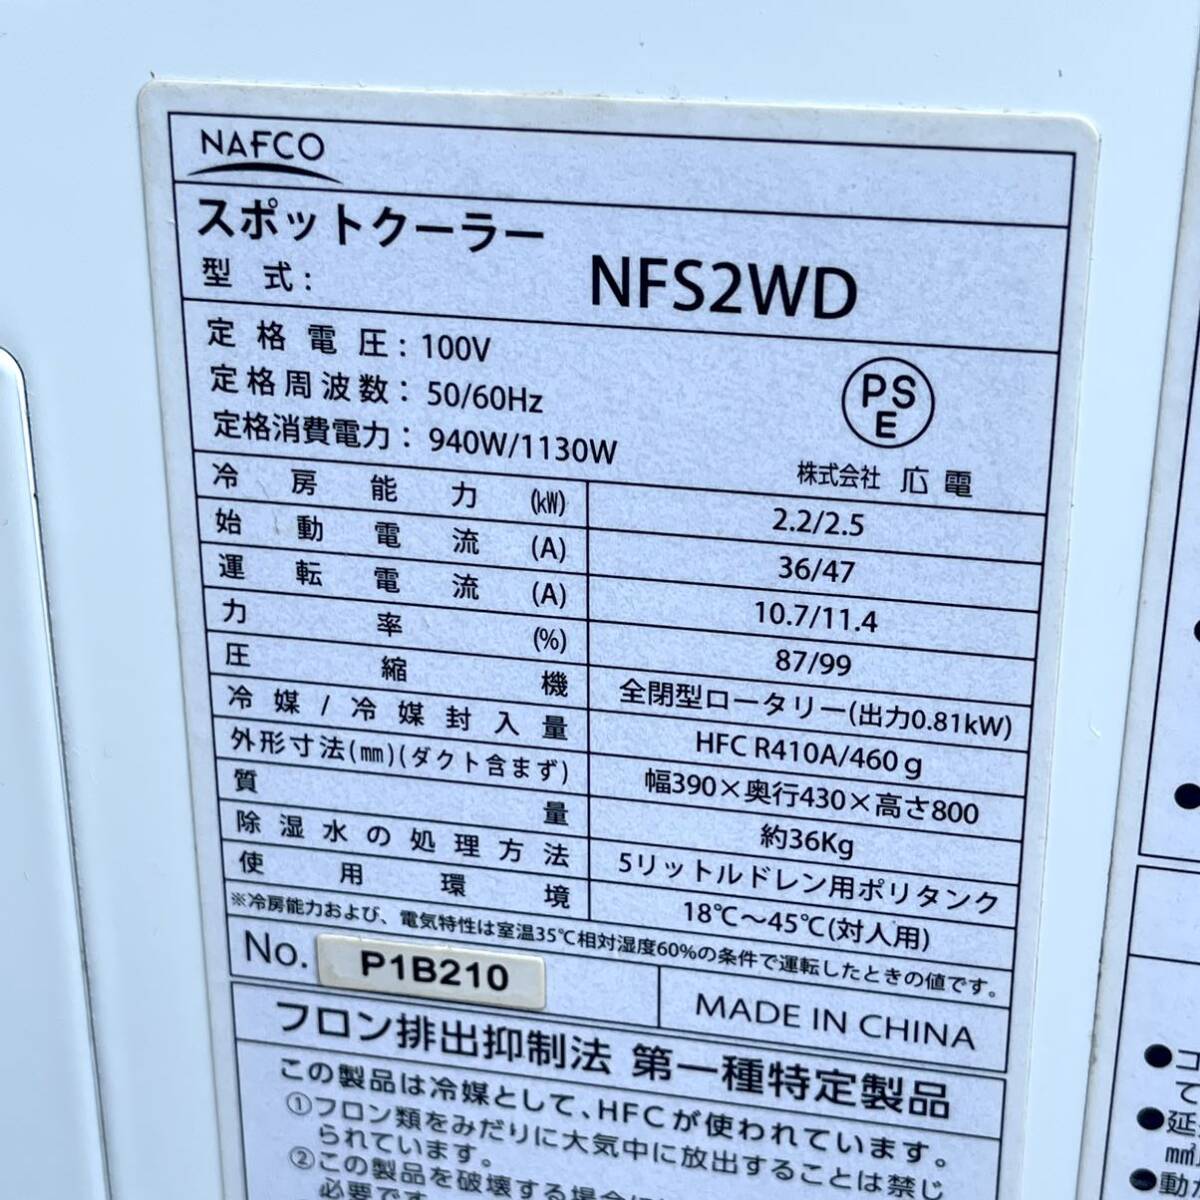 NAFCO
スポットクーラー
型 式: NFS2WD
定格電圧: 100V
定格周波数: 50/60Hz
定格消費電力: 940W/1130W
PSE
株式会社 広電
冷房能力 (kW) 2.2/2.5
始動電流 (A) 36/47
運転電流 (A) 10.7/11.4
力率 (%) 87/99
圧縮機 全閉型ロータリー(出力0.81kW)
冷媒/冷媒封入量 HFC R410A/460g
外形寸法(mm)(ダクト含まず) 幅390×奥行430×高さ800
質量 約36Kg
除湿水の処理方法 5リットルドレン用ポリタンク
使用環境 18℃～45℃(対人用)
※冷房能力および、電気特性は室温35℃相対湿度60%の条件で運転したときの値です。
No. P1B210
MADE IN CHINA
フロン排出抑制法 第一種特定製品
この製品は冷媒として、HFCが使われています。
①フロン類をみだりに大気中に放出することは禁じ
られています。
②この製品を破壊する場合に
必要です
●コ
て
●延
㎟
●動